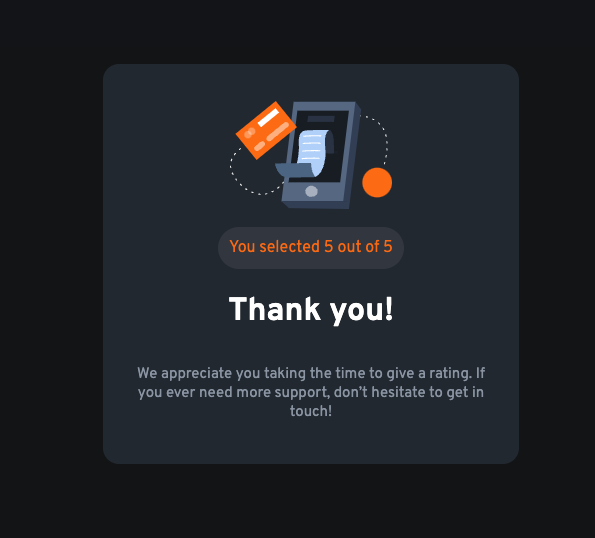 You selected 5 out of 5
Thank you!
We appreciate you taking the time to give a rating. If
you ever need more support, don’t hesitate to get in
touch!